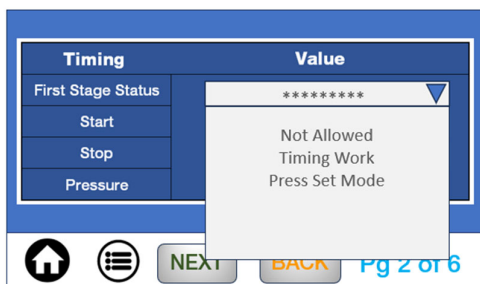 Timing Value
First Stage Status *********
Start
Stop
Pressure
Not Allowed
Timing Work
Press Set Mode
NEXT BACK Pg 2 of 6